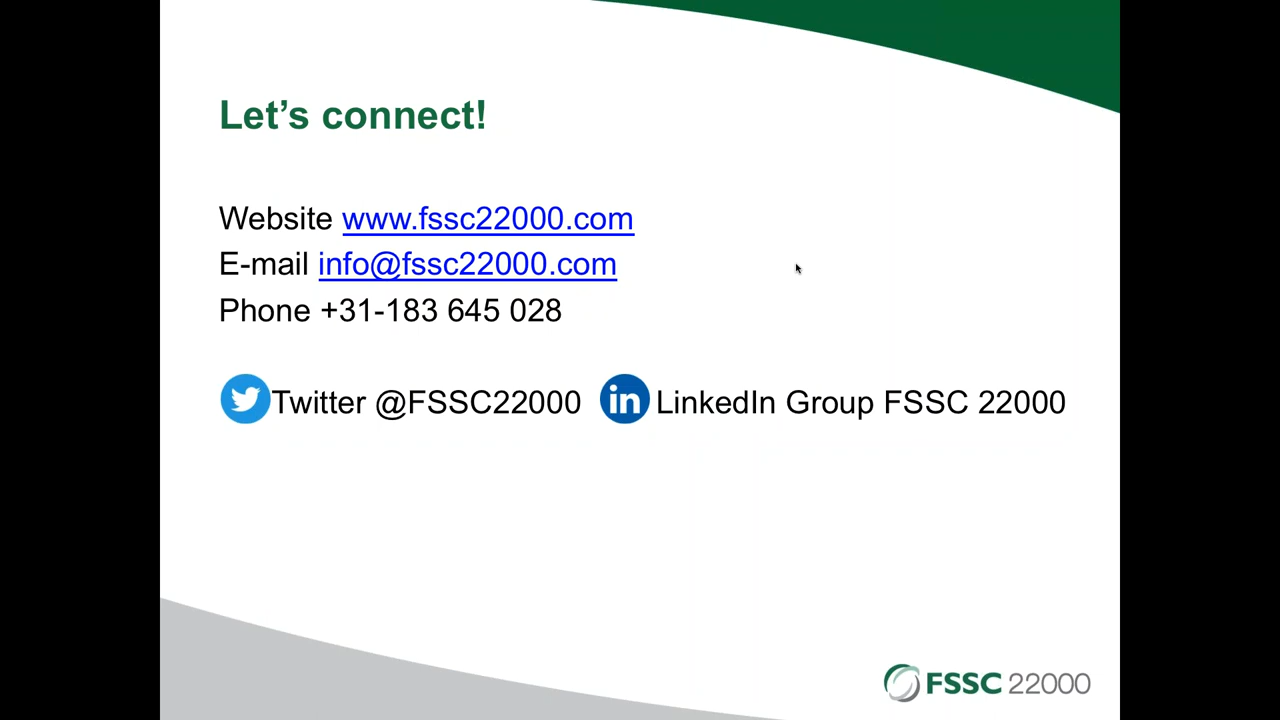 Let’s connect!
Website www.fssc22000.com
E-mail info@fssc22000.com
Phone +31-183 645 028
Twitter @FSSC22000 in LinkedIn Group FSSC 22000
FSSC 22000